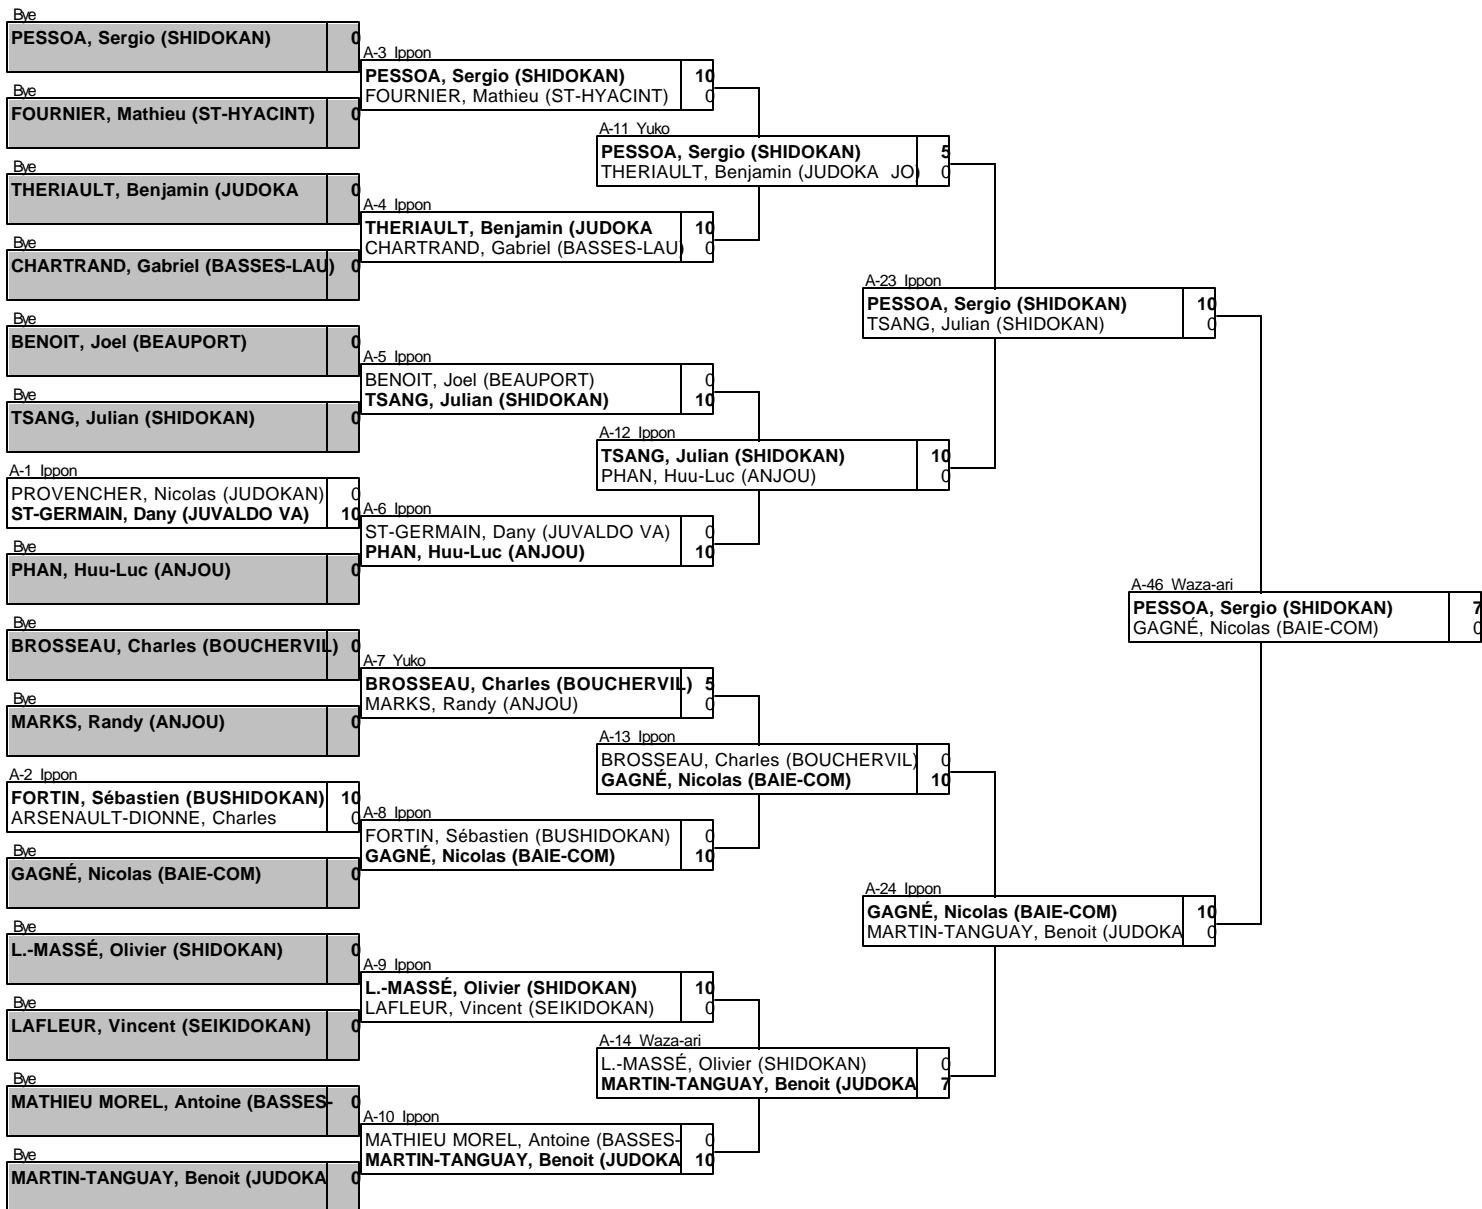 Bye
PESSOA, Sergio (SHIDOKAN) 0
Bye
FOURNIER, Mathieu (ST-HYACINT) 0
Bye
THERIAULT, Benjamin (JUDOKA 0
Bye
CHARTRAND, Gabriel (BASSES-LAU) 0
Bye
BENOIT, Joel (BEAUPORT) 0
Bye
TSANG, Julian (SHIDOKAN) 0
A-1 Ippon
PROVENCHER, Nicolas (JUDOKAN) 0
ST-GERMAIN, Dany (JUVALDO VA) 10
Bye
PHAN, Huu-Luc (ANJOU) 0
Bye
BROSSEAU, Charles (BOUCHERVIL) 0
Bye
MARKS, Randy (ANJOU) 0
A-2 Ippon
FORTIN, Sébastien (BUSHIDOKAN) 10
ARSENAULT-DIONNE, Charles 0
Bye
GAGNÉ, Nicolas (BAIE-COM) 0
Bye
L.-MASSÉ, Olivier (SHIDOKAN) 0
Bye
LAFLEUR, Vincent (SEIKIDOKAN) 0
Bye
MATHIEU MOREL, Antoine (BASSES- 0
Bye
MARTIN-TANGUAY, Benoit (JUDOKA 0
A-3 Ippon
PESSOA, Sergio (SHIDOKAN) 10
FOURNIER, Mathieu (ST-HYACINT) 0
A-4 Ippon
THERIAULT, Benjamin (JUDOKA 10
CHARTRAND, Gabriel (BASSES-LAU) 0
A-5 Ippon
BENOIT, Joel (BEAUPORT) 0
TSANG, Julian (SHIDOKAN) 10
A-6 Ippon
ST-GERMAIN, Dany (JUVALDO VA) 0
PHAN, Huu-Luc (ANJOU) 10
A-7 Yuko
BROSSEAU, Charles (BOUCHERVIL) 5
MARKS, Randy (ANJOU) 0
A-8 Ippon
FORTIN, Sébastien (BUSHIDOKAN) 0
GAGNÉ, Nicolas (BAIE-COM) 10
A-9 Ippon
L.-MASSÉ, Olivier (SHIDOKAN) 10
LAFLEUR, Vincent (SEIKIDOKAN) 0
A-10 Ippon
MATHIEU MOREL, Antoine (BASSES- 0
MARTIN-TANGUAY, Benoit (JUDOKA 10
A-11 Yuko
PESSOA, Sergio (SHIDOKAN) 5
THERIAULT, Benjamin (JUDOKA JO) 0
A-12 Ippon
TSANG, Julian (SHIDOKAN) 10
PHAN, Huu-Luc (ANJOU) 0
A-13 Ippon
BROSSEAU, Charles (BOUCHERVIL) 0
GAGNÉ, Nicolas (BAIE-COM) 10
A-14 Waza-ari
L.-MASSÉ, Olivier (SHIDOKAN) 0
MARTIN-TANGUAY, Benoit (JUDOKA 7
A-23 Ippon
PESSOA, Sergio (SHIDOKAN) 10
TSANG, Julian (SHIDOKAN) 0
A-24 Ippon
GAGNÉ, Nicolas (BAIE-COM) 10
MARTIN-TANGUAY, Benoit (JUDOKA 0
A-46 Waza-ari
PESSOA, Sergio (SHIDOKAN) 7
GAGNÉ, Nicolas (BAIE-COM) 0